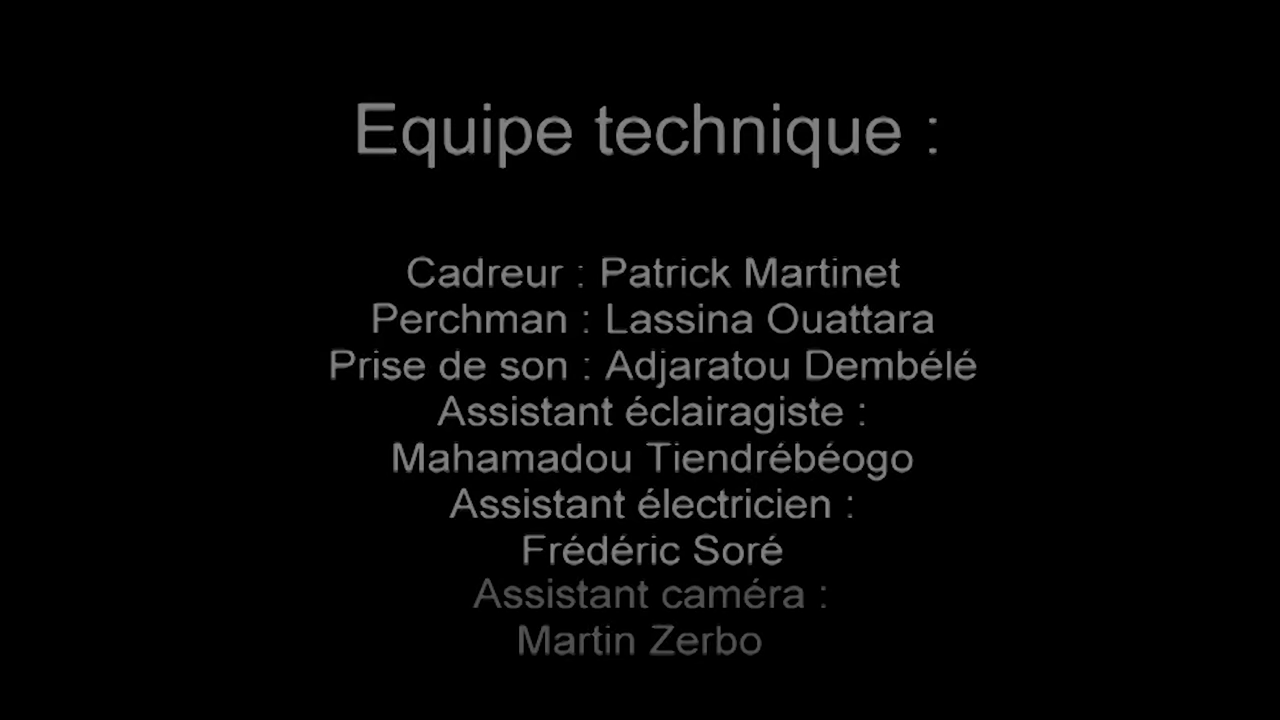 Equipe technique :
Cadreur : Patrick Martinet
Perchman : Lassina Ouattara
Prise de son : Adjaratou Dembélé
Assistant éclairagiste :
Mahamadou Tiendrébéogo
Assistant électricien :
Frédéric Soré
Assistant caméra :
Martin Zerbo